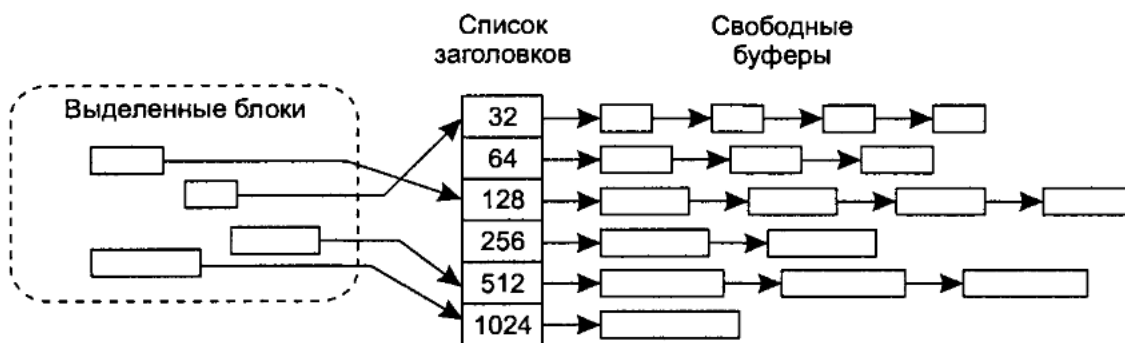 Список
заголовков
Свободные
буферы
Выделенные блоки
32
64
128
256
512
1024